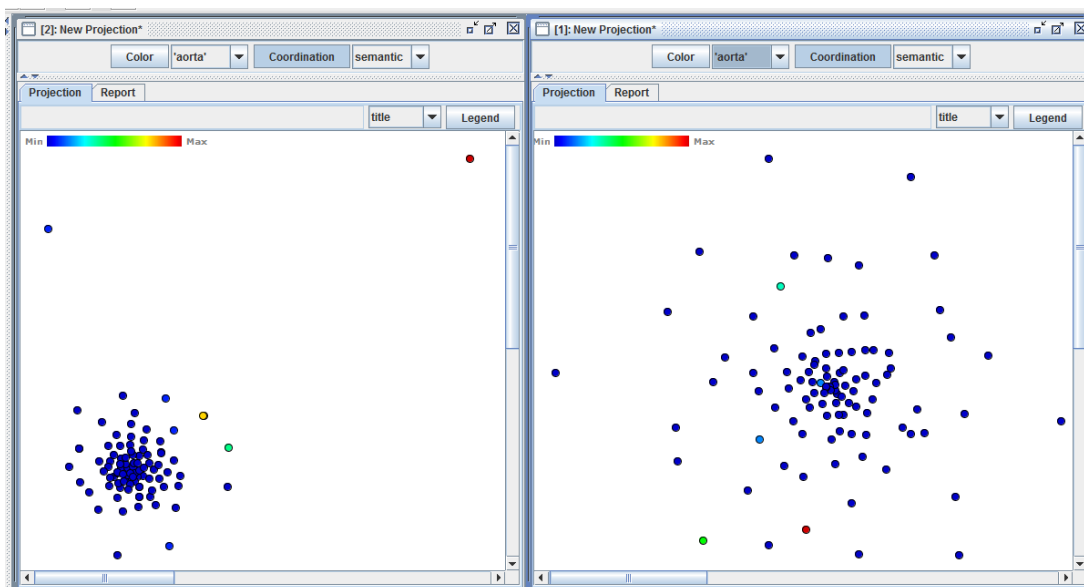 [2]: New Projection*
Color 'aorta' Coordination semantic
Projection Report
title Legend
Min Max
[1]: New Projection*
Color 'aorta' Coordination semantic
Projection Report
title Legend
Min Max